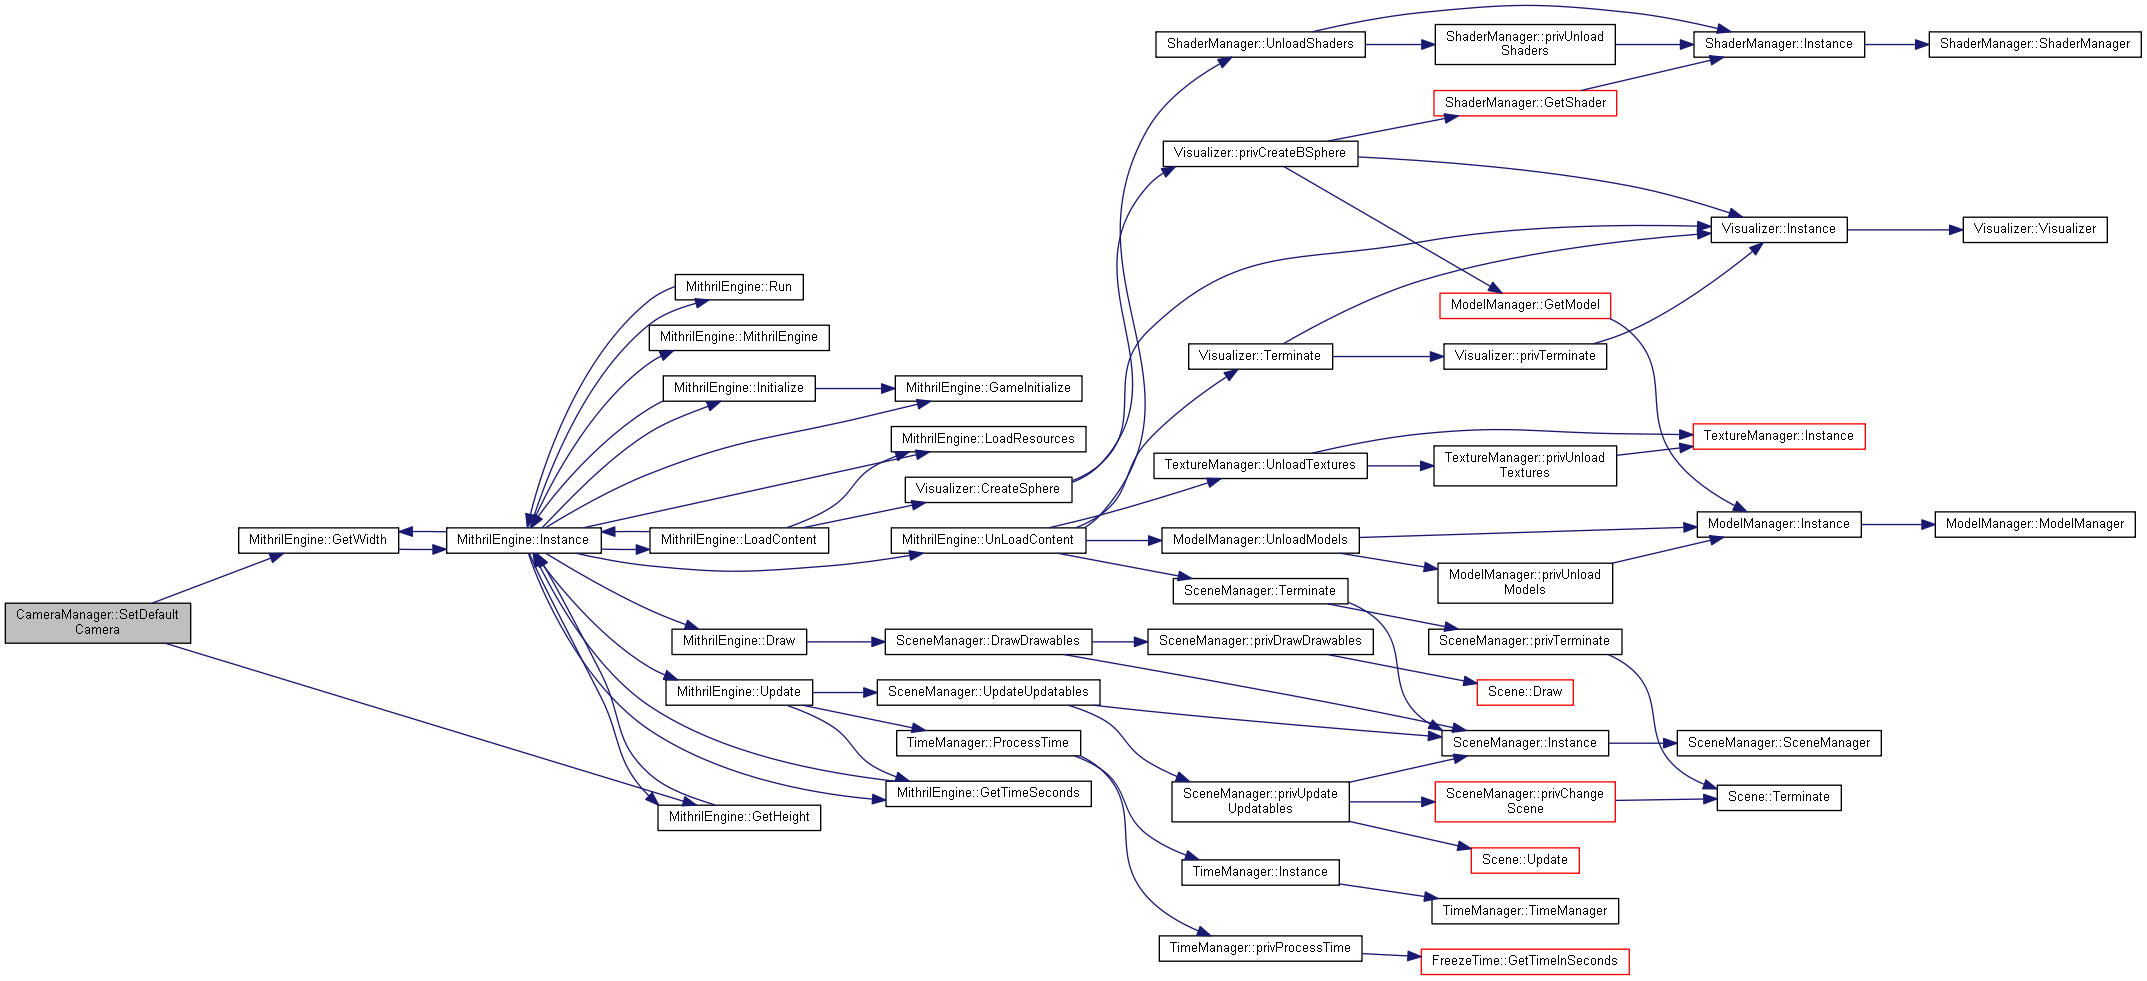 CameraManager::SetDefault
Camera
MithrilEngine::GetWidth
MithrilEngine::Instance
MithrilEngine::Run
MithrilEngine::MithrilEngine
MithrilEngine::Initialize
MithrilEngine::LoadContent
MithrilEngine::Draw
MithrilEngine::Update
MithrilEngine::GetHeight
MithrilEngine::GameInitialize
MithrilEngine::LoadResources
Visualizer::CreateSphere
MithrilEngine::UnLoadContent
SceneManager::DrawDrawables
SceneManager::UpdateUpdatables
TimeManager::ProcessTime
MithrilEngine::GetTimeSeconds
ShaderManager::UnloadShaders
Visualizer::privCreateBSphere
Visualizer::Terminate
TextureManager::UnloadTextures
ModelManager::UnloadModels
SceneManager::Terminate
SceneManager::privDrawDrawables
SceneManager::privUpdate
Updatables
TimeManager::Instance
TimeManager::privProcessTime
ShaderManager::privUnload
Shaders
ShaderManager::GetShader
ModelManager::GetModel
Visualizer::privTerminate
TextureManager::privUnload
Textures
ModelManager::privUnload
Models
SceneManager::privTerminate
Scene::Draw
SceneManager::Instance
SceneManager::privChange
Scene
Scene::Update
TimeManager::TimeManager
FreezeTime::GetTimeInSeconds
ShaderManager::Instance
Visualizer::Instance
TextureManager::Instance
ModelManager::Instance
SceneManager::SceneManager
Scene::Terminate
ShaderManager::ShaderManager
Visualizer::Visualizer
ModelManager::ModelManager